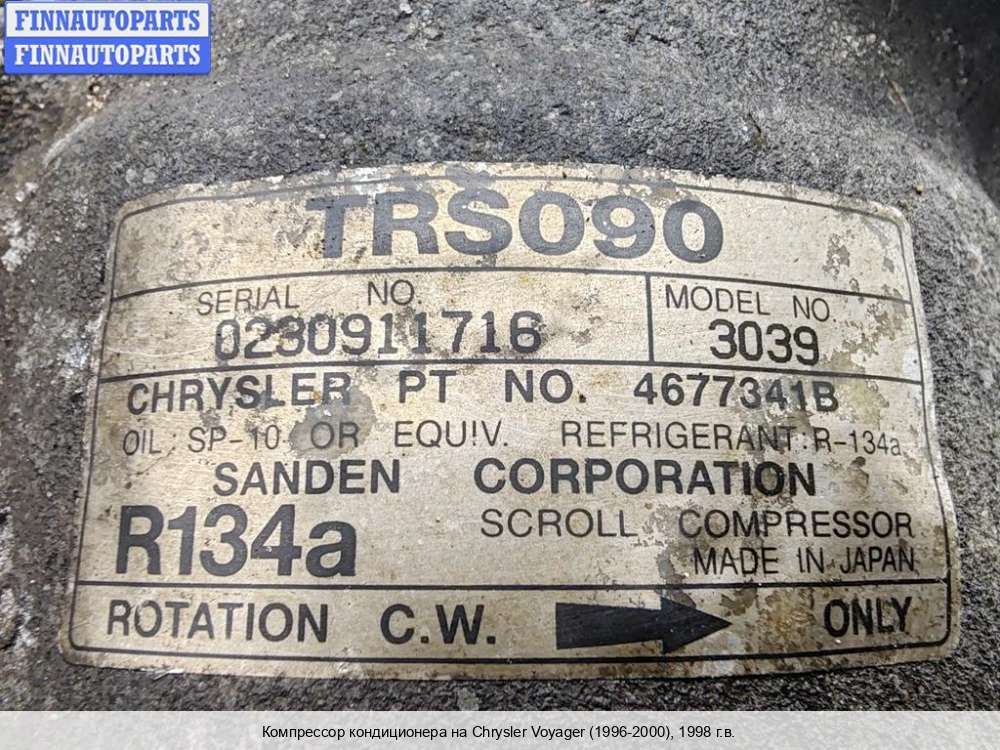 FINNAUTOPARTS
FINNAUTOPARTS
TRS090
SERIAL NO. MODEL NO.
0230911716 3039
CHRYSLER PT NO. 4677341B
OIL: SP-10 OR EQUIV. REFRIGERANT: R-134a
SANDEN CORPORATION
R134a SCROLL COMPRESSOR
MADE IN JAPAN
ROTATION C.W. ONLY
Компрессор кондиционера на Chrysler Voyager (1996-2000), 1998 г.в.